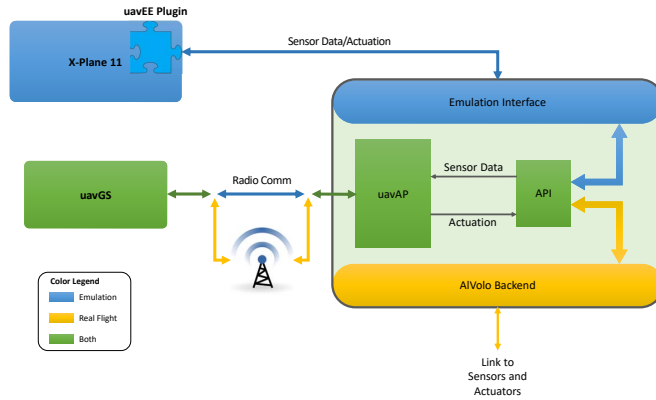 uavEE Plugin
X-Plane 11
Sensor Data/Actuation
Emulation Interface
uavGS
Radio Comm
uavAP
Sensor Data
API
Actuation
Color Legend
Emulation
Real Flight
Both
AlVolo Backend
Link to
Sensors and
Actuators